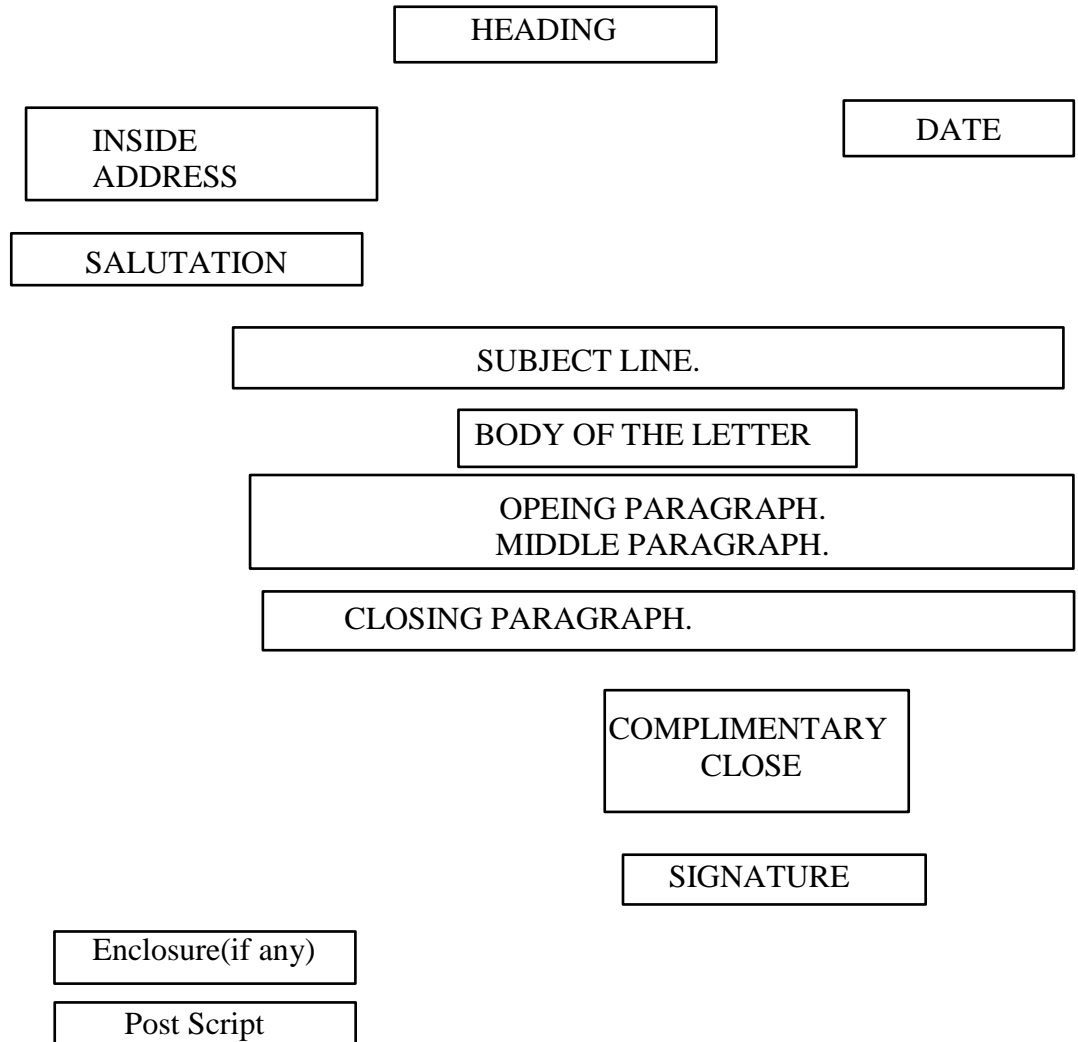 HEADING
DATE
INSIDE
ADDRESS
SALUTATION
SUBJECT LINE.
BODY OF THE LETTER
OPEING PARAGRAPH.
MIDDLE PARAGRAPH.
CLOSING PARAGRAPH.
COMPLIMENTARY
CLOSE
SIGNATURE
Enclosure(if any)
Post Script